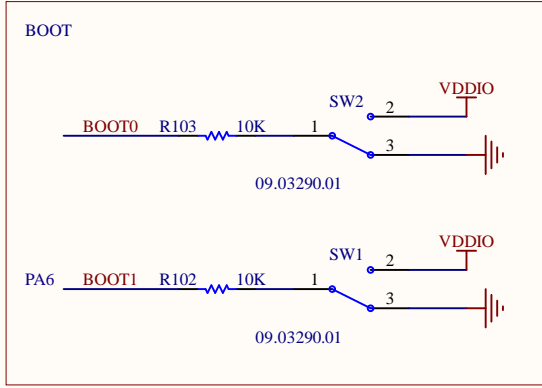 BOOT
VDDIO
SW2
2
BOOT0 R103 10K 1
3
09.03290.01
VDDIO
SW1
2
PA6 BOOT1 R102 10K 1
3
09.03290.01